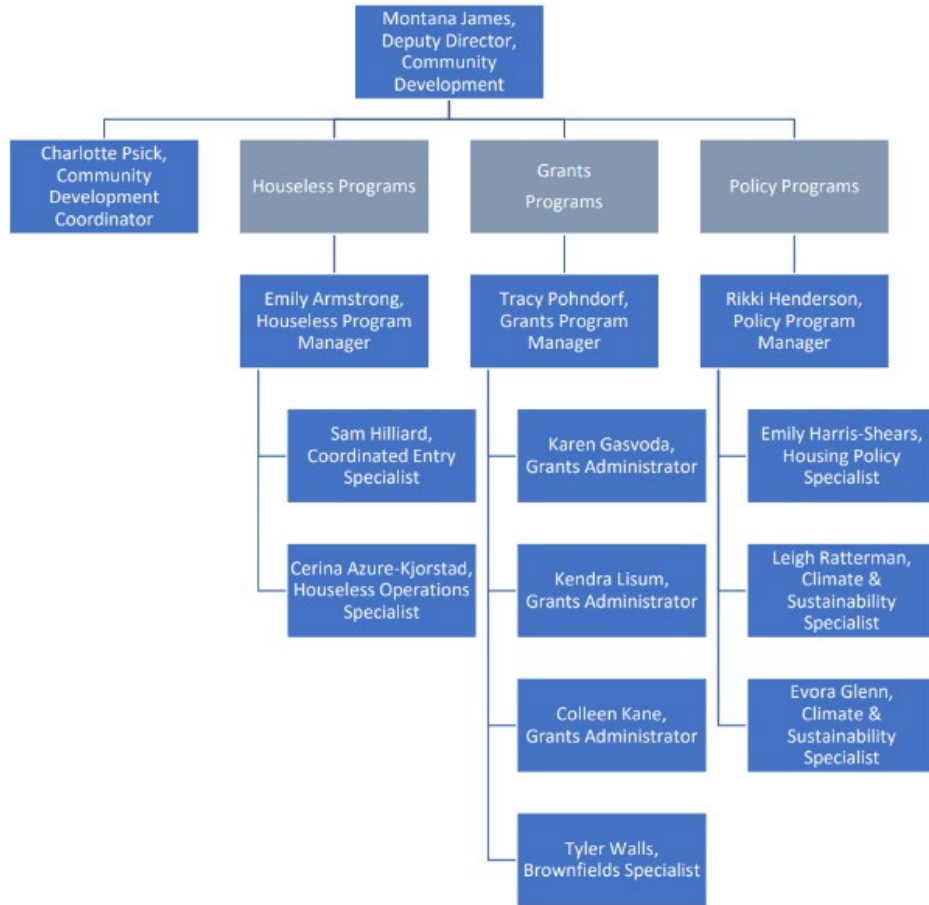 Montana James,
Deputy Director,
Community
Development
Charlotte Psick,
Community
Development
Coordinator
Houseless Programs
Grants
Programs
Policy Programs
Emily Armstrong,
Houseless Program
Manager
Tracy Pohndorf,
Grants Program
Manager
Rikki Henderson,
Policy Program
Manager
Sam Hilliard,
Coordinated Entry
Specialist
Karen Gasvoda,
Grants Administrator
Emily Harris-Shears,
Housing Policy
Specialist
Cerina Azure-Kjorstad,
Houseless Operations
Specialist
Kendra Lisum,
Grants Administrator
Leigh Ratterman,
Climate &
Sustainability
Specialist
Colleen Kane,
Grants Administrator
Evora Glenn,
Climate &
Sustainability
Specialist
Tyler Walls,
Brownfields Specialist